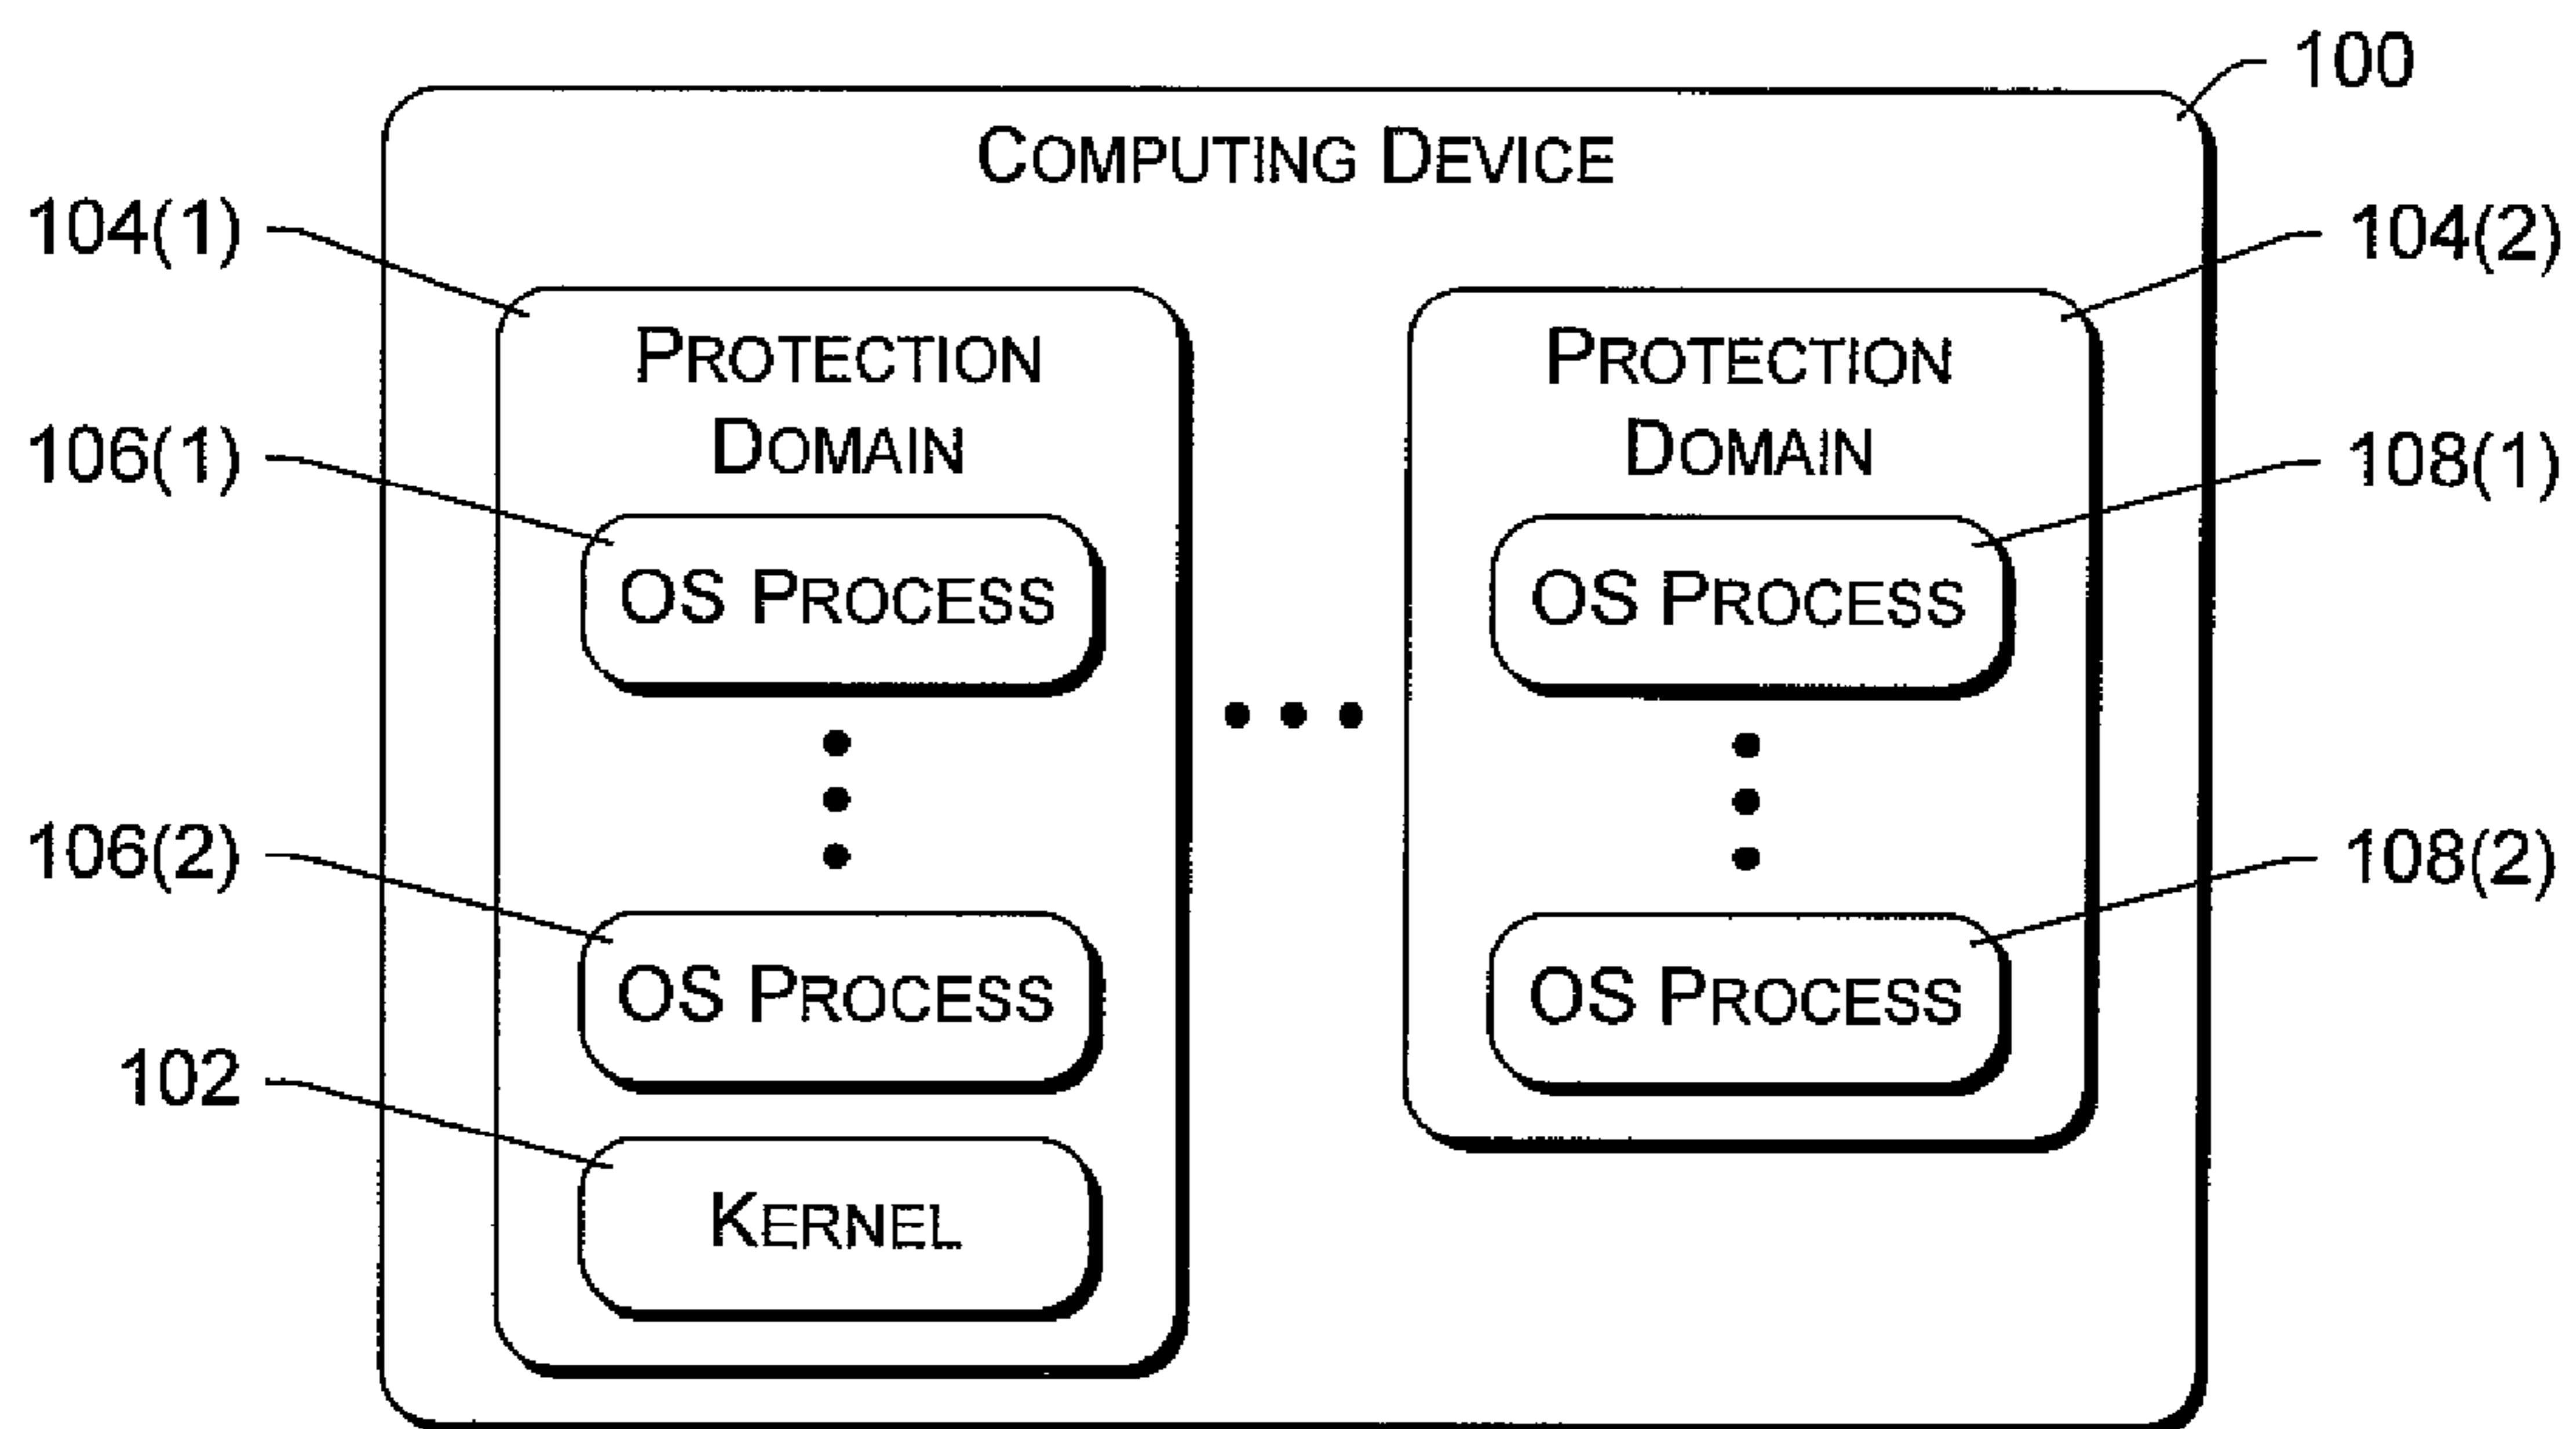 100
COMPUTING DEVICE
104(1)
104(2)
PROTECTION
DOMAIN
PROTECTION
DOMAIN
106(1)
108(1)
OS PROCESS
OS PROCESS
106(2)
108(2)
OS PROCESS
OS PROCESS
102
KERNEL